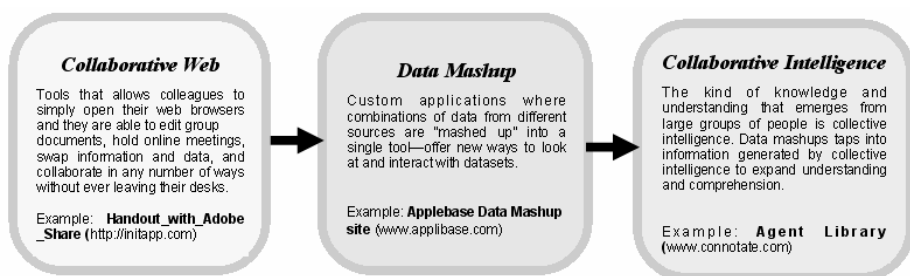 Collaborative Web
Tools that allows colleagues to
simply open their web browsers
and they are able to edit group
documents, hold online meetings,
swap information and data, and
collaborate in any number of ways
without ever leaving their desks.
Example: Handout_with_Adobe
_Share (http://initapp.com)
Data Mashup
Custom applications where
combinations of data from different
sources are "mashed up" into a
single tool—offer new ways to look
at and interact with datasets.
Example: Applebase Data Mashup
site (www.applibase.com)
Collaborative Intelligence
The kind of knowledge and
understanding that emerges from
large groups of people is collective
intelligence. Data mashups taps into
information generated by collective
intelligence to expand understanding
and comprehension.
Example: Agent Library
(www.connotate.com)